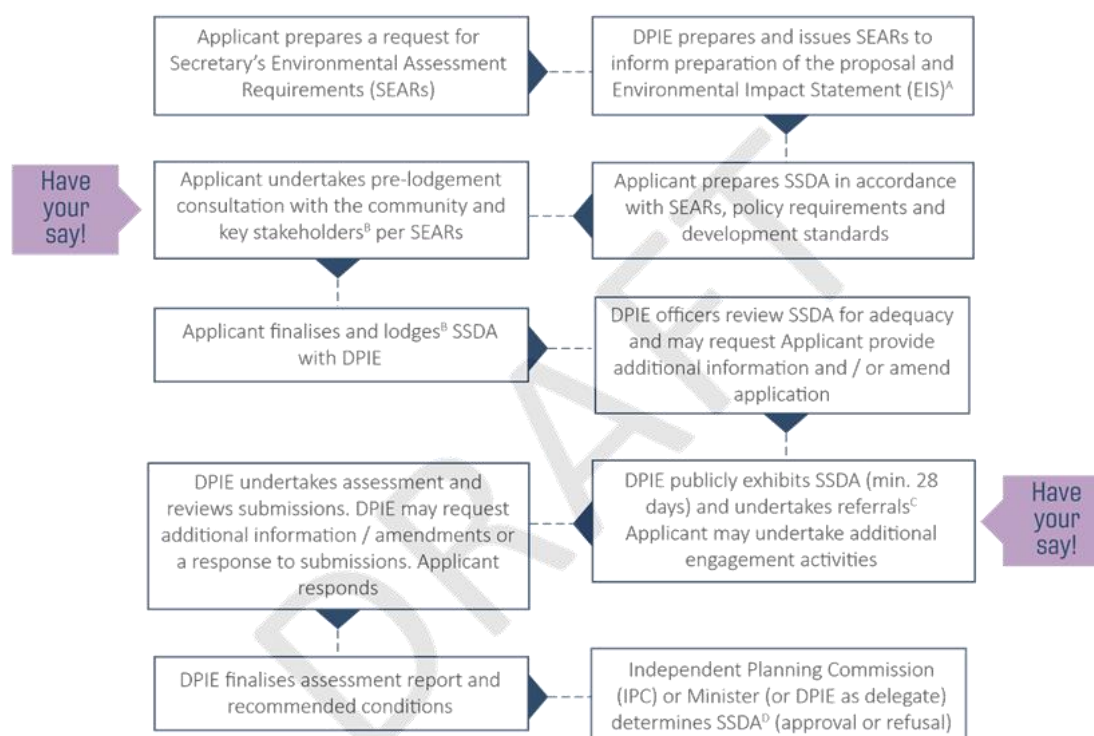 Applicant prepares a request for
Secretary's Environmental Assessment
Requirements (SEARs)
DPIE prepares and issues SEARs to
inform preparation of the proposal and
Environmental Impact Statement (EIS)ᴬ
Have
your
say!
Applicant undertakes pre-lodgement
consultation with the community and
key stakeholdersᴮ per SEARs
Applicant prepares SSDA in accordance
with SEARs, policy requirements and
development standards
Applicant finalises and lodgesᴮ SSDA
with DPIE
DPIE officers review SSDA for adequacy
and may request Applicant provide
additional information and / or amend
application
DPIE undertakes assessment and
reviews submissions. DPIE may request
additional information / amendments or
a response to submissions. Applicant
responds
DPIE publicly exhibits SSDA (min. 28
days) and undertakes referralsᶜ
Applicant may undertake additional
engagement activities
Have
your
say!
DPIE finalises assessment report and
recommended conditions
Independent Planning Commission
(IPC) or Minister (or DPIE as delegate)
determines SSDAᴰ (approval or refusal)
DRAFT